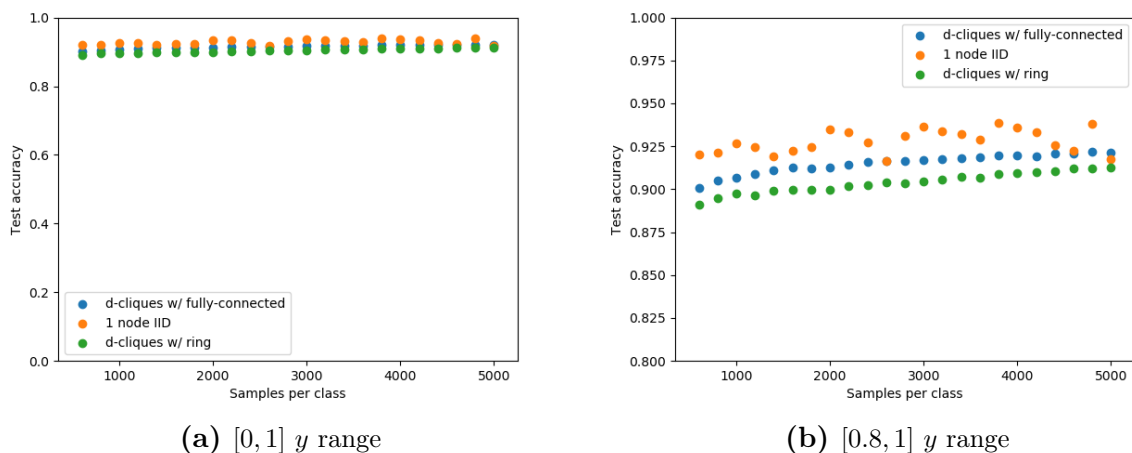 1.0
0.8
0.6
0.4
0.2
0.0
Test accuracy
d-cliques w/ fully-connected
1 node IID
d-cliques w/ ring
1000 2000 3000 4000 5000
Samples per class
(a) [0, 1] y range
1.000
0.975
0.950
0.925
0.900
0.875
0.850
0.825
0.800
Test accuracy
d-cliques w/ fully-connected
1 node IID
d-cliques w/ ring
1000 2000 3000 4000 5000
Samples per class
(b) [0.8, 1] y range